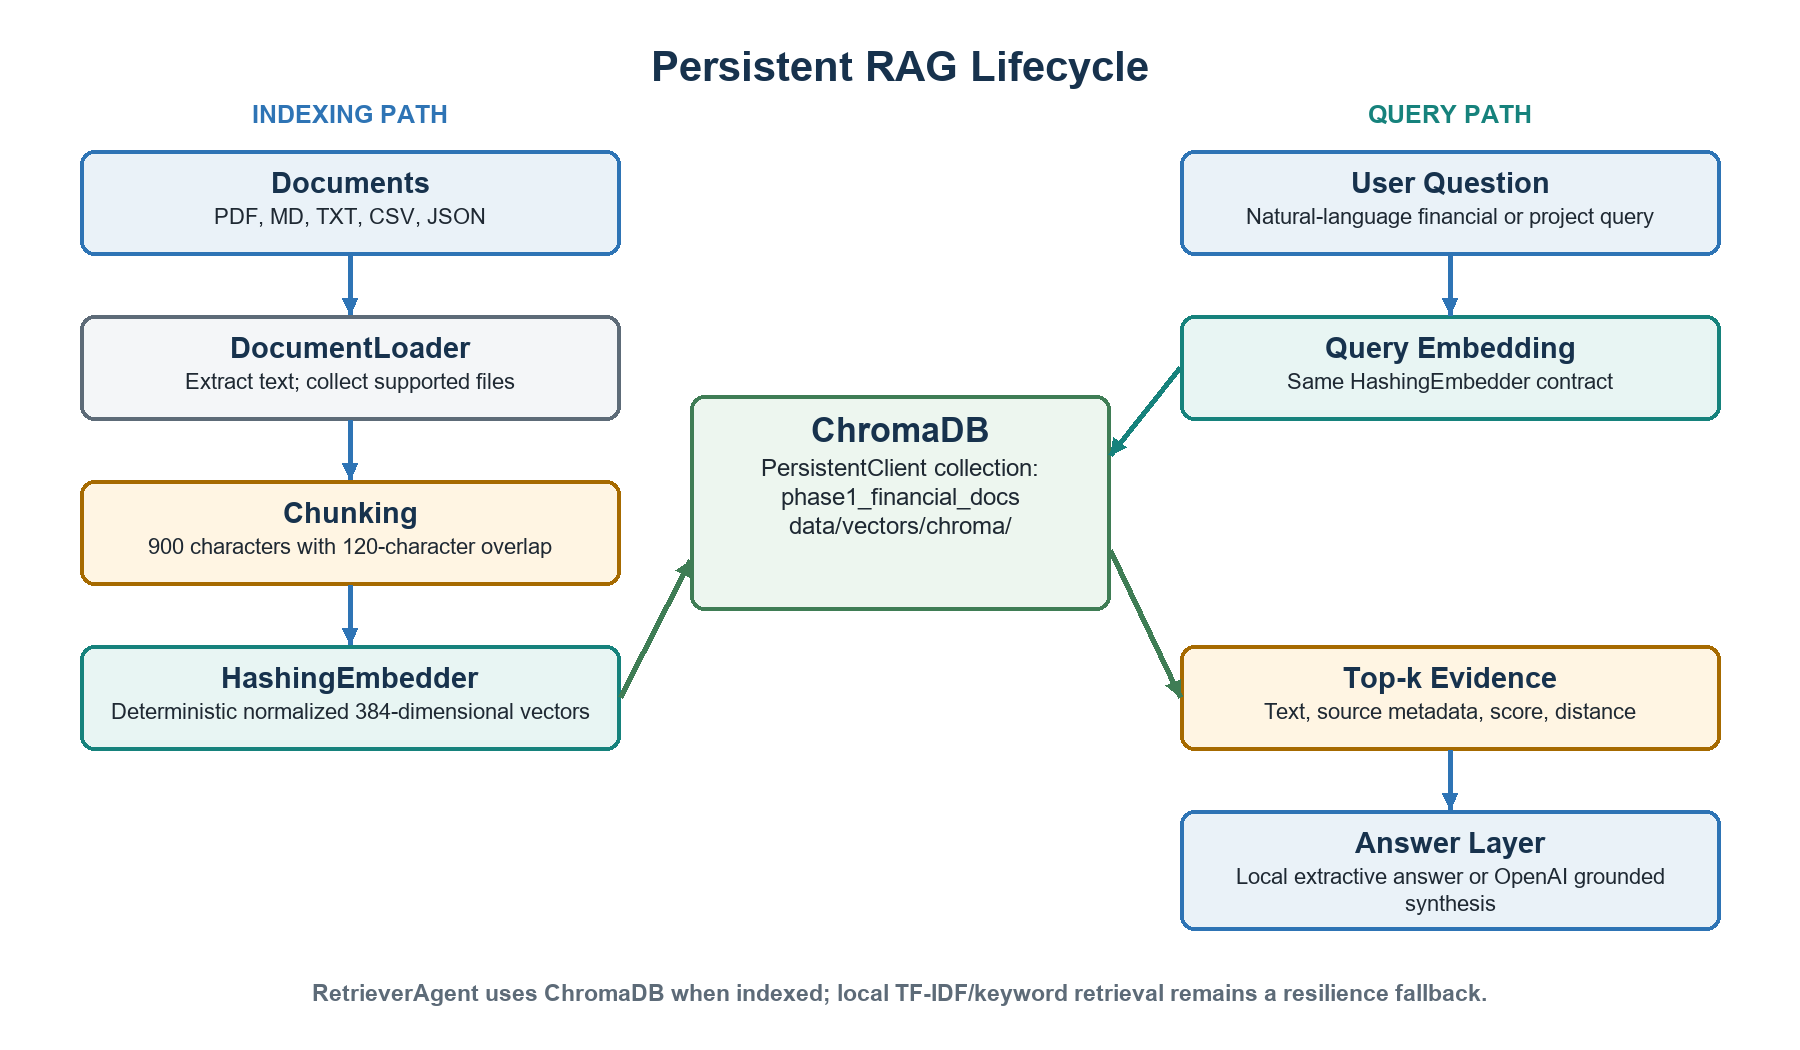 Persistent RAG Lifecycle
INDEXING PATH
Documents
PDF, MD, TXT, CSV, JSON
DocumentLoader
Extract text; collect supported files
Chunking
900 characters with 120-character overlap
HashingEmbedder
Deterministic normalized 384-dimensional vectors
ChromaDB
PersistentClient collection:
phase1_financial_docs
data/vectors/chroma/
QUERY PATH
User Question
Natural-language financial or project query
Query Embedding
Same HashingEmbedder contract
Top-k Evidence
Text, source metadata, score, distance
Answer Layer
Local extractive answer or OpenAI grounded
synthesis
RetrieverAgent uses ChromaDB when indexed; local TF-IDF/keyword retrieval remains a resilience fallback.